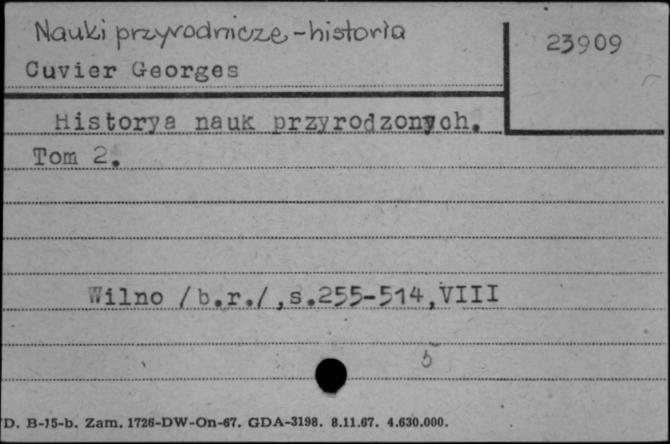 Nauki przyrodnicze - historia
23909
Cuvier Georges
Historya nauk przyrodzonych.
Tom 2.
Wilno /b.r./,s.255-514,VIII
D. B-15-b. Zam. 1726-DW-On-67. GDA-3198. 8.11.67. 4.630.000.